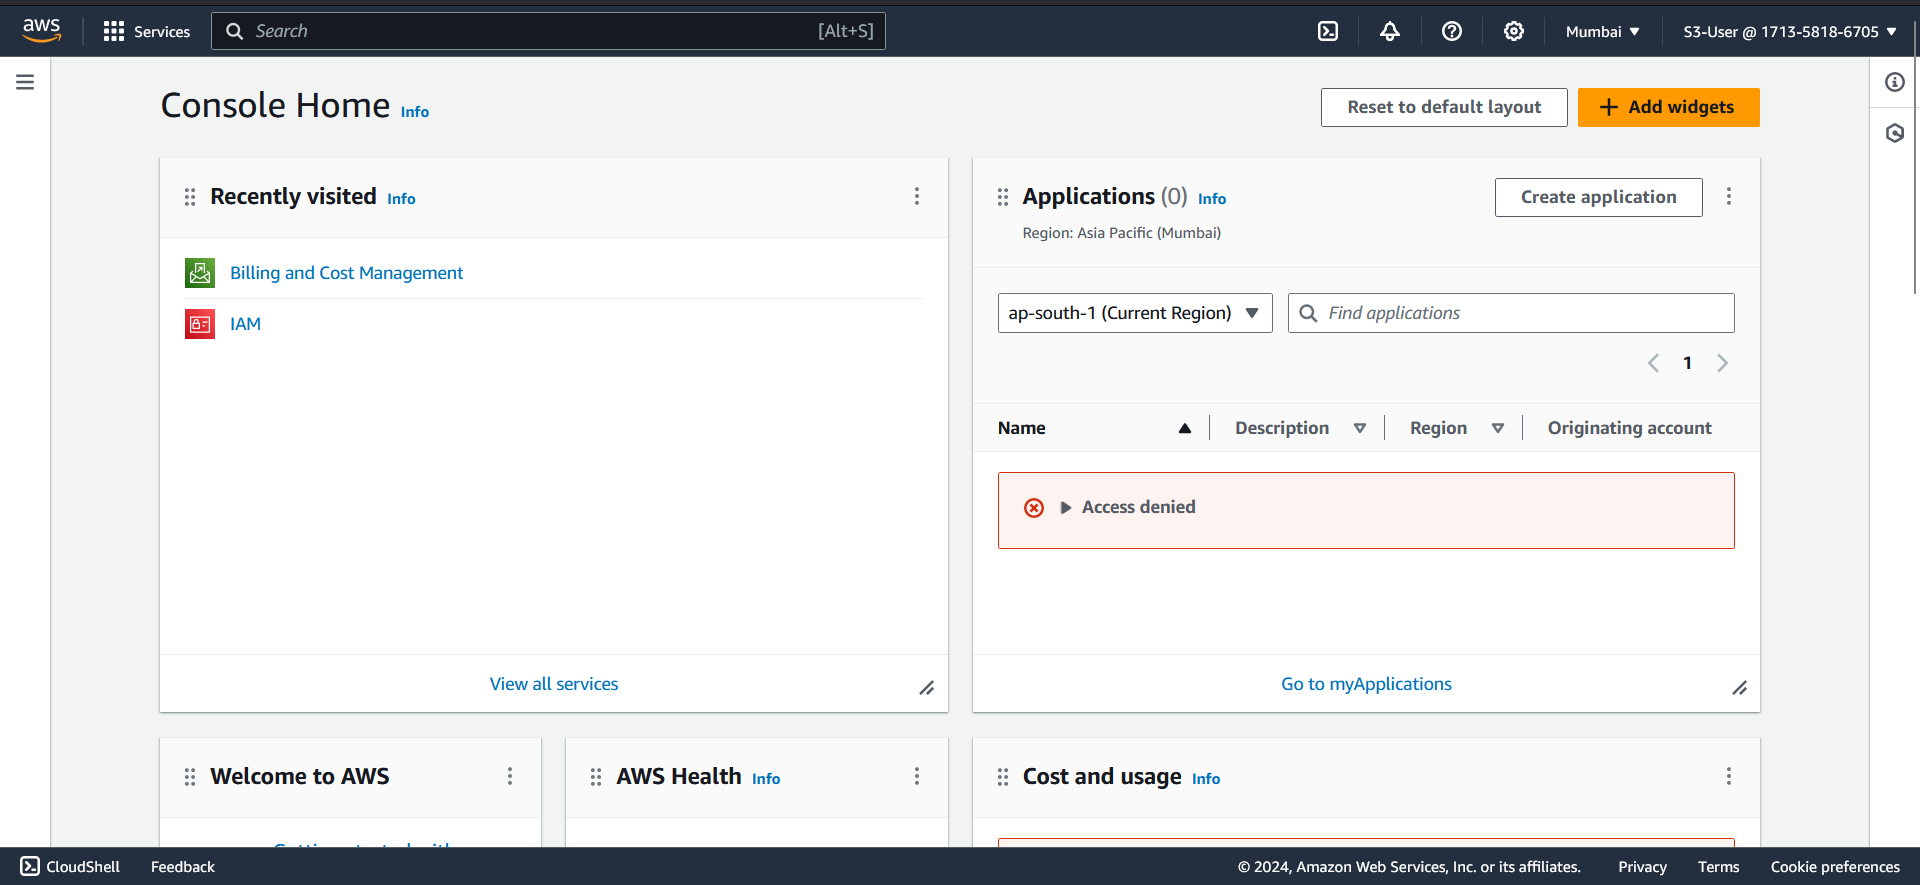 aws
Services
Search
[Alt+S]
Mumbai
S3-User @ 1713-5818-6705
Console Home Info
Reset to default layout
Add widgets
Recently visited Info
Billing and Cost Management
IAM
View all services
Applications (0) Info
Create application
Region: Asia Pacific (Mumbai)
ap-south-1 (Current Region)
Find applications
1
Name Description Region Originating account
Access denied
Go to myApplications
Welcome to AWS
AWS Health Info
Cost and usage Info
CloudShell
Feedback
© 2024, Amazon Web Services, Inc. or its affiliates.
Privacy
Terms
Cookie preferences